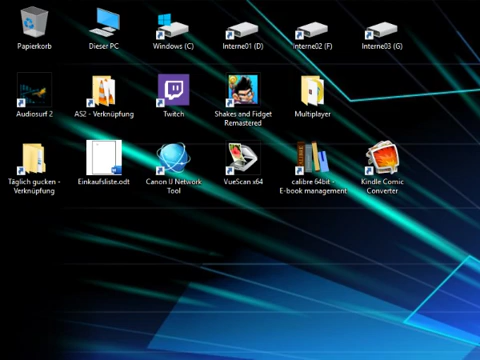 Papierkorb
Dieser PC
Windows (C)
Interne01 (D)
Interne02 (F)
Interne03 (G)
Audiosurf 2
AS2 - Verknüpfung
Twitch
Shakes and Fidget
Remastered
Multiplayer
Täglich gucken -
Verknüpfung
Einkaufsliste.odt
Canon IJ Network
Tool
VueScan x64
calibre 64bit -
E-book management
Kindle Comic
Converter